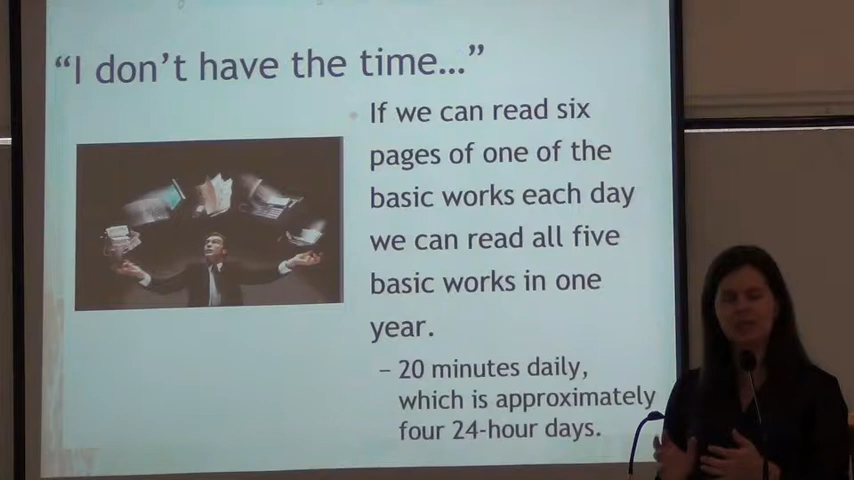 “I don’t have the time...”
If we can read six
pages of one of the
basic works each day
we can read all five
basic works in one
year.
– 20 minutes daily,
which is approximately
four 24-hour days.